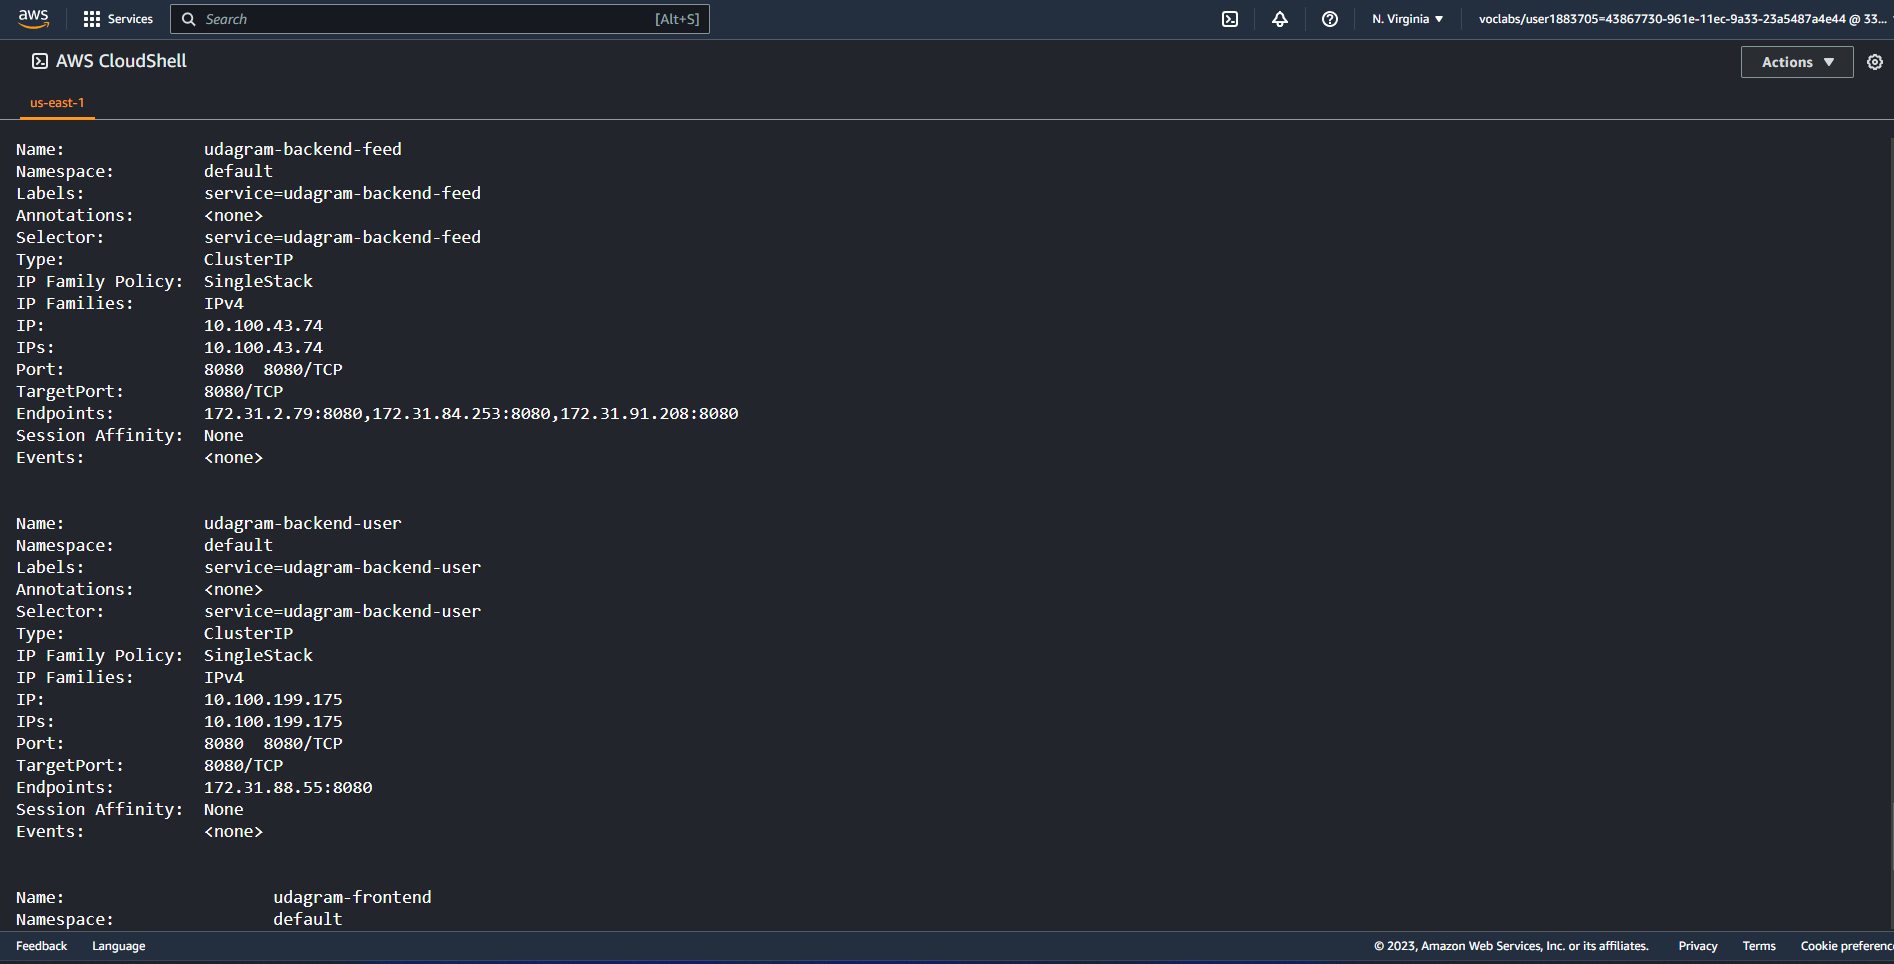 aws Services Search [Alt+S] N. Virginia voclabs/user1883705=43867730-961e-11ec-9a33-23a5487a4e44 @ 33...
AWS CloudShell Actions
us-east-1
Name: udagram-backend-feed
Namespace: default
Labels: service=udagram-backend-feed
Annotations: <none>
Selector: service=udagram-backend-feed
Type: ClusterIP
IP Family Policy: SingleStack
IP Families: IPv4
IP: 10.100.43.74
IPs: 10.100.43.74
Port: 8080 8080/TCP
TargetPort: 8080/TCP
Endpoints: 172.31.2.79:8080,172.31.84.253:8080,172.31.91.208:8080
Session Affinity: None
Events: <none>
Name: udagram-backend-user
Namespace: default
Labels: service=udagram-backend-user
Annotations: <none>
Selector: service=udagram-backend-user
Type: ClusterIP
IP Family Policy: SingleStack
IP Families: IPv4
IP: 10.100.199.175
IPs: 10.100.199.175
Port: 8080 8080/TCP
TargetPort: 8080/TCP
Endpoints: 172.31.88.55:8080
Session Affinity: None
Events: <none>
Name: udagram-frontend
Namespace: default
Feedback Language © 2023, Amazon Web Services, Inc. or its affiliates. Privacy Terms Cookie preferenc